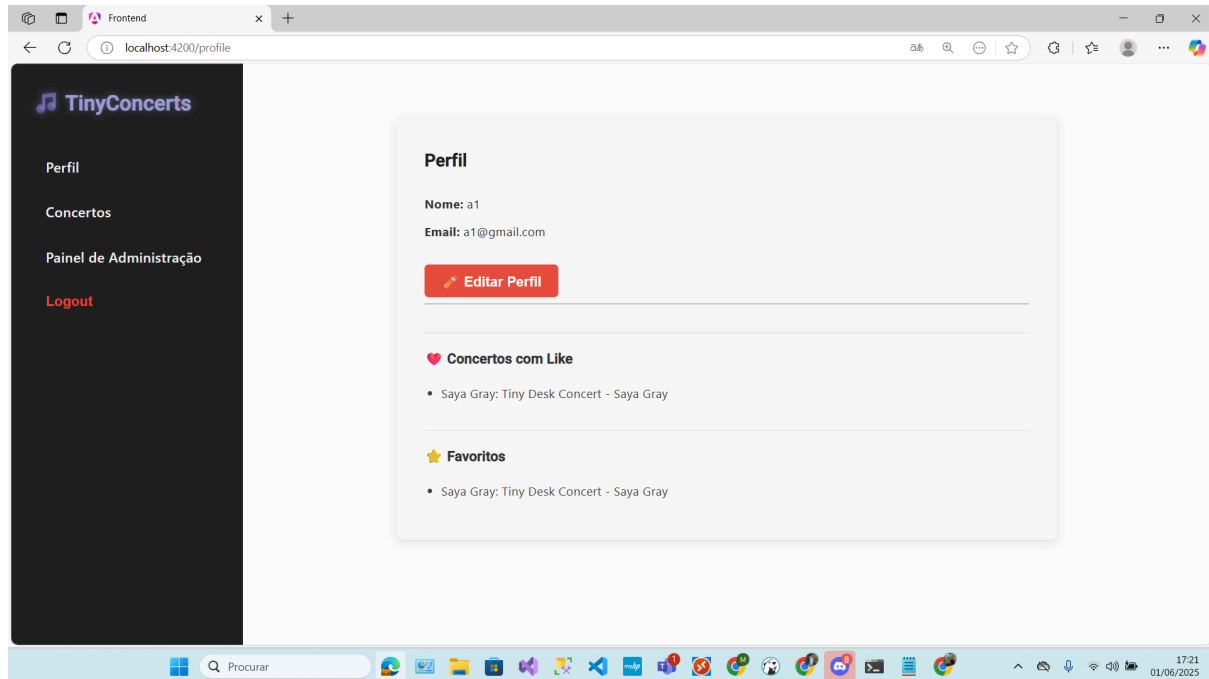 Frontend
localhost:4200/profile
TinyConcerts
Perfil
Concertos
Painel de Administração
Logout
Perfil
Nome: a1
Email: a1@gmail.com
Editar Perfil
Concertos com Like
Saya Gray: Tiny Desk Concert - Saya Gray
Favoritos
Saya Gray: Tiny Desk Concert - Saya Gray
Procurar
17:21
01/06/2025